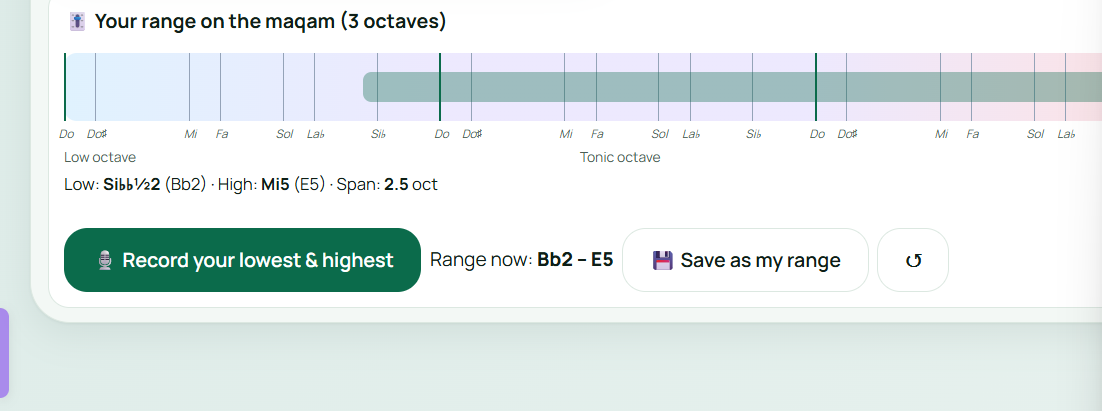 Your range on the maqam (3 octaves)
Do Do♯ Mi Fa Sol La♭ Si♭ Do Do♯ Mi Fa Sol La♭ Si♭ Do Do♯ Mi Fa Sol La♭
Low octave Tonic octave
Low: Si♭♭½2 (Bb2) · High: Mi5 (E5) · Span: 2.5 oct
Record your lowest & highest Range now: Bb2 – E5 Save as my range ↺